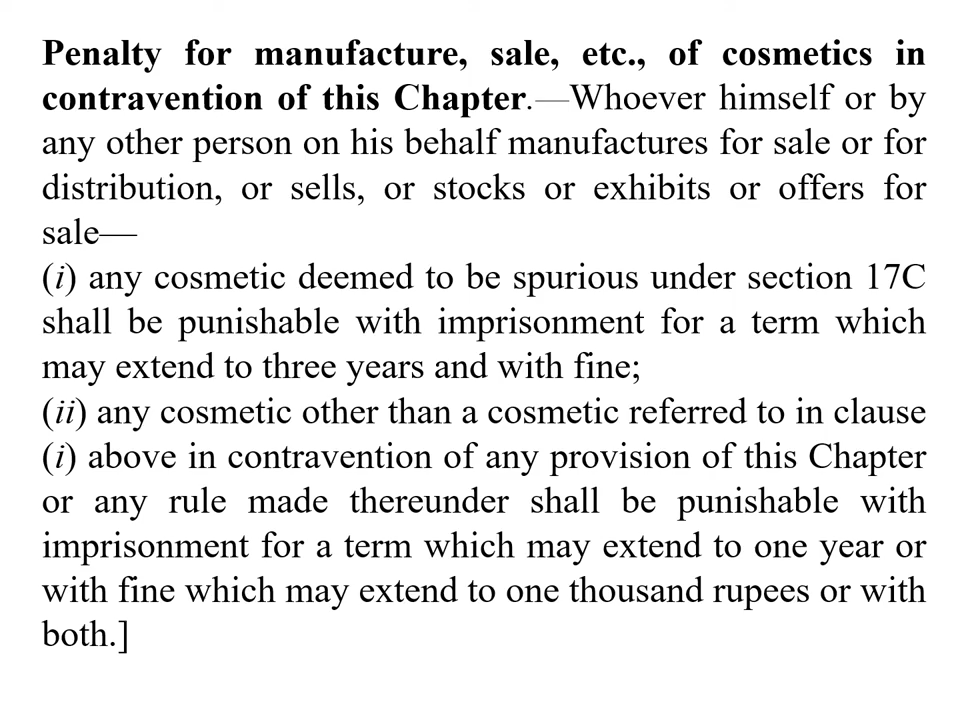 Penalty for manufacture, sale, etc., of cosmetics in
contravention of this Chapter.—Whoever himself or by
any other person on his behalf manufactures for sale or for
distribution, or sells, or stocks or exhibits or offers for
sale—
(i) any cosmetic deemed to be spurious under section 17C
shall be punishable with imprisonment for a term which
may extend to three years and with fine;
(ii) any cosmetic other than a cosmetic referred to in clause
(i) above in contravention of any provision of this Chapter
or any rule made thereunder shall be punishable with
imprisonment for a term which may extend to one year or
with fine which may extend to one thousand rupees or with
both.]